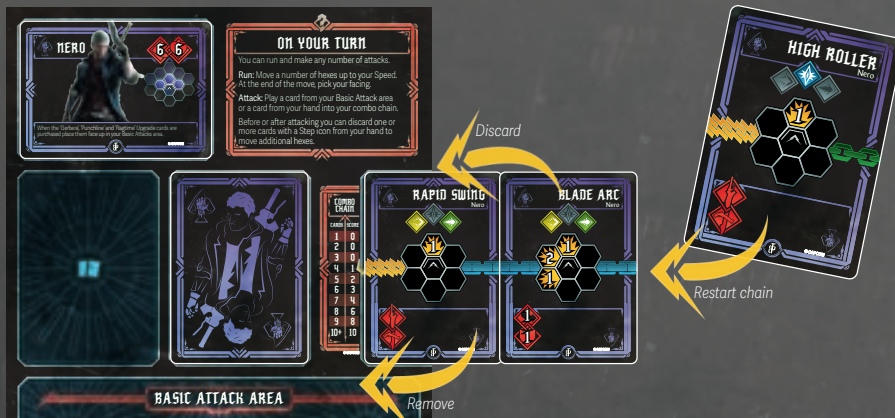 NERO
6 6
When the 'Gerbera', 'Punchline' and 'Ragtime' Upgrade cards are
purchased place them face up in your Basic Attacks area.
ON YOUR TURN
You can run and make any number of attacks.
Run: Move a number of hexes up to your Speed.
At the end of the move, pick your facing.
Attack: Play a card from your Basic Attack area
or a card from your hand into your combo chain.
Before or after attacking you can discard one or
more cards with a Step icon from your hand to
move additional hexes.
HIGH ROLLER
Nero
1
CAPCOM
Discard
COMBO
CHAIN
CARDS SCORE
1 0
2 0
3 0
4 1
5 2
6 3
7 4
8 6
9 8
10+ 10
RAPID SWING
Nero
1
BLADE ARC
Nero
1
2
1
1
1
CAPCOM
Restart chain
Remove
BASIC ATTACK AREA